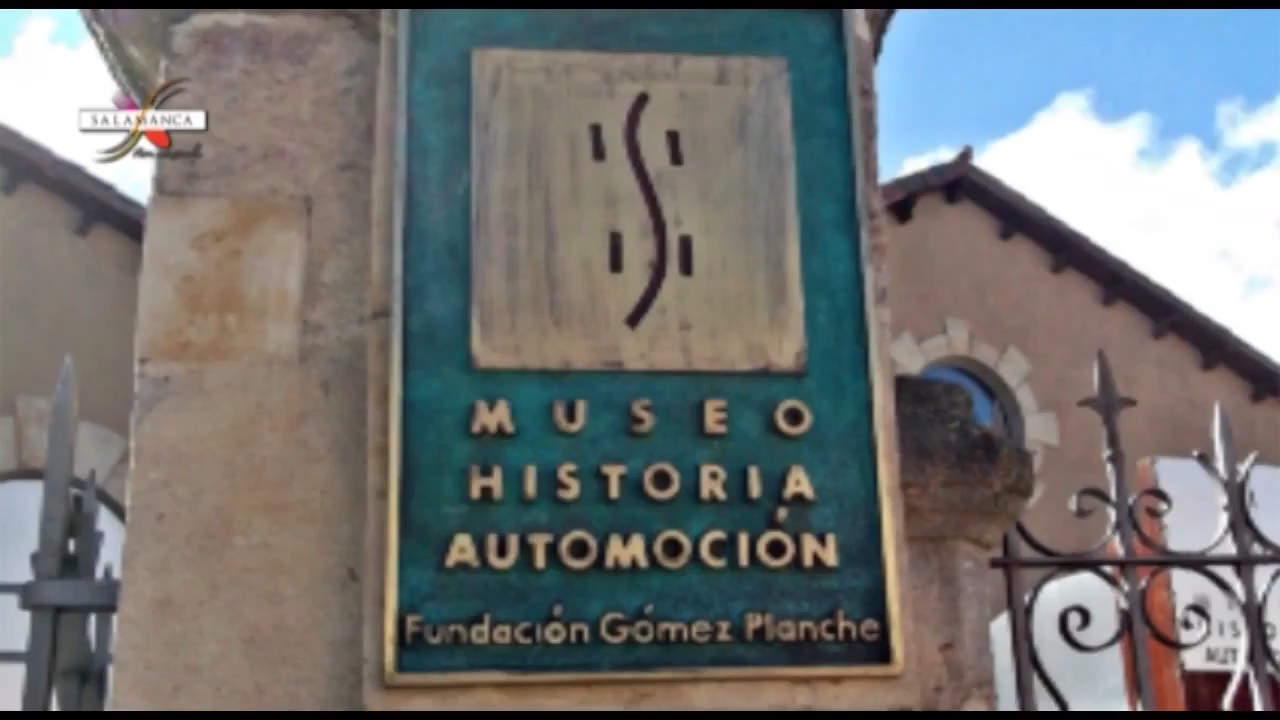 SALAMANCA
MUSEO
HISTORIA
AUTOMOCIÓN
Fundación Gómez Planche